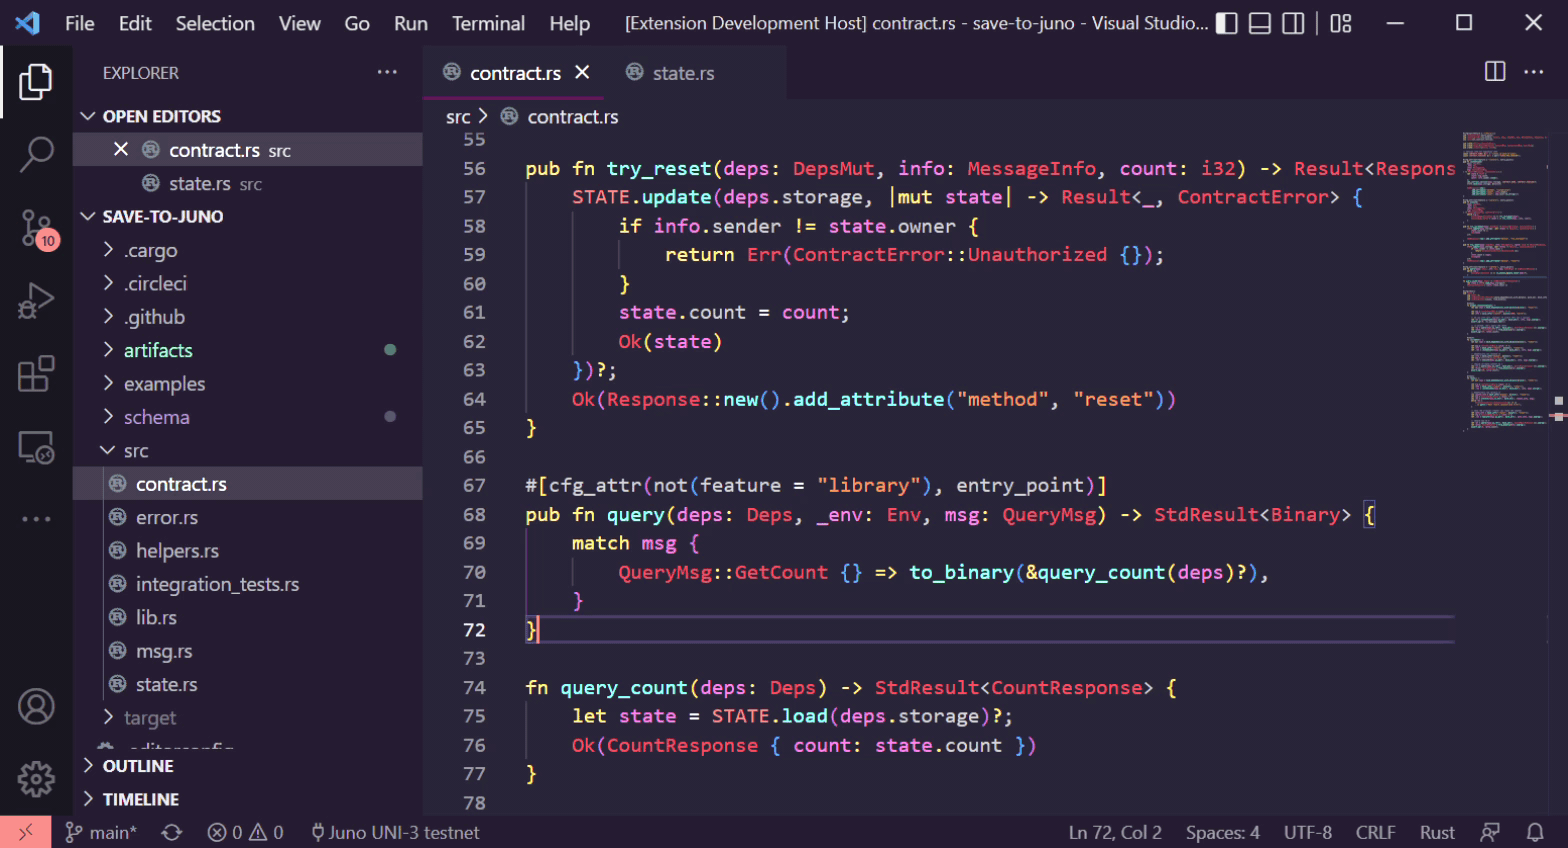 File Edit Selection View Go Run Terminal Help [Extension Development Host] contract.rs - save-to-juno - Visual Studio...
EXPLORER
OPEN EDITORS
contract.rs src
state.rs src
SAVE-TO-JUNO
.cargo
.circleci
.github
artifacts
examples
schema
src
contract.rs
error.rs
helpers.rs
integration_tests.rs
lib.rs
msg.rs
state.rs
target
OUTLINE
TIMELINE
10
contract.rs state.rs
src > contract.rs
55
56 pub fn try_reset(deps: DepsMut, info: MessageInfo, count: i32) -> Result<Respons
57 STATE.update(deps.storage, |mut state| -> Result<_, ContractError> {
58 if info.sender != state.owner {
59 return Err(ContractError::Unauthorized {});
60 }
61 state.count = count;
62 Ok(state)
63 })?;
64 Ok(Response::new().add_attribute("method", "reset"))
65 }
66
67 #[cfg_attr(not(feature = "library"), entry_point)]
68 pub fn query(deps: Deps, _env: Env, msg: QueryMsg) -> StdResult<Binary> {
69 match msg {
70 QueryMsg::GetCount {} => to_binary(&query_count(deps)?),
71 }
72 }
73
74 fn query_count(deps: Deps) -> StdResult<CountResponse> {
75 let state = STATE.load(deps.storage)?;
76 Ok(CountResponse { count: state.count })
77 }
78
main* 0 0 Juno UNI-3 testnet Ln 72, Col 2 Spaces: 4 UTF-8 CRLF Rust